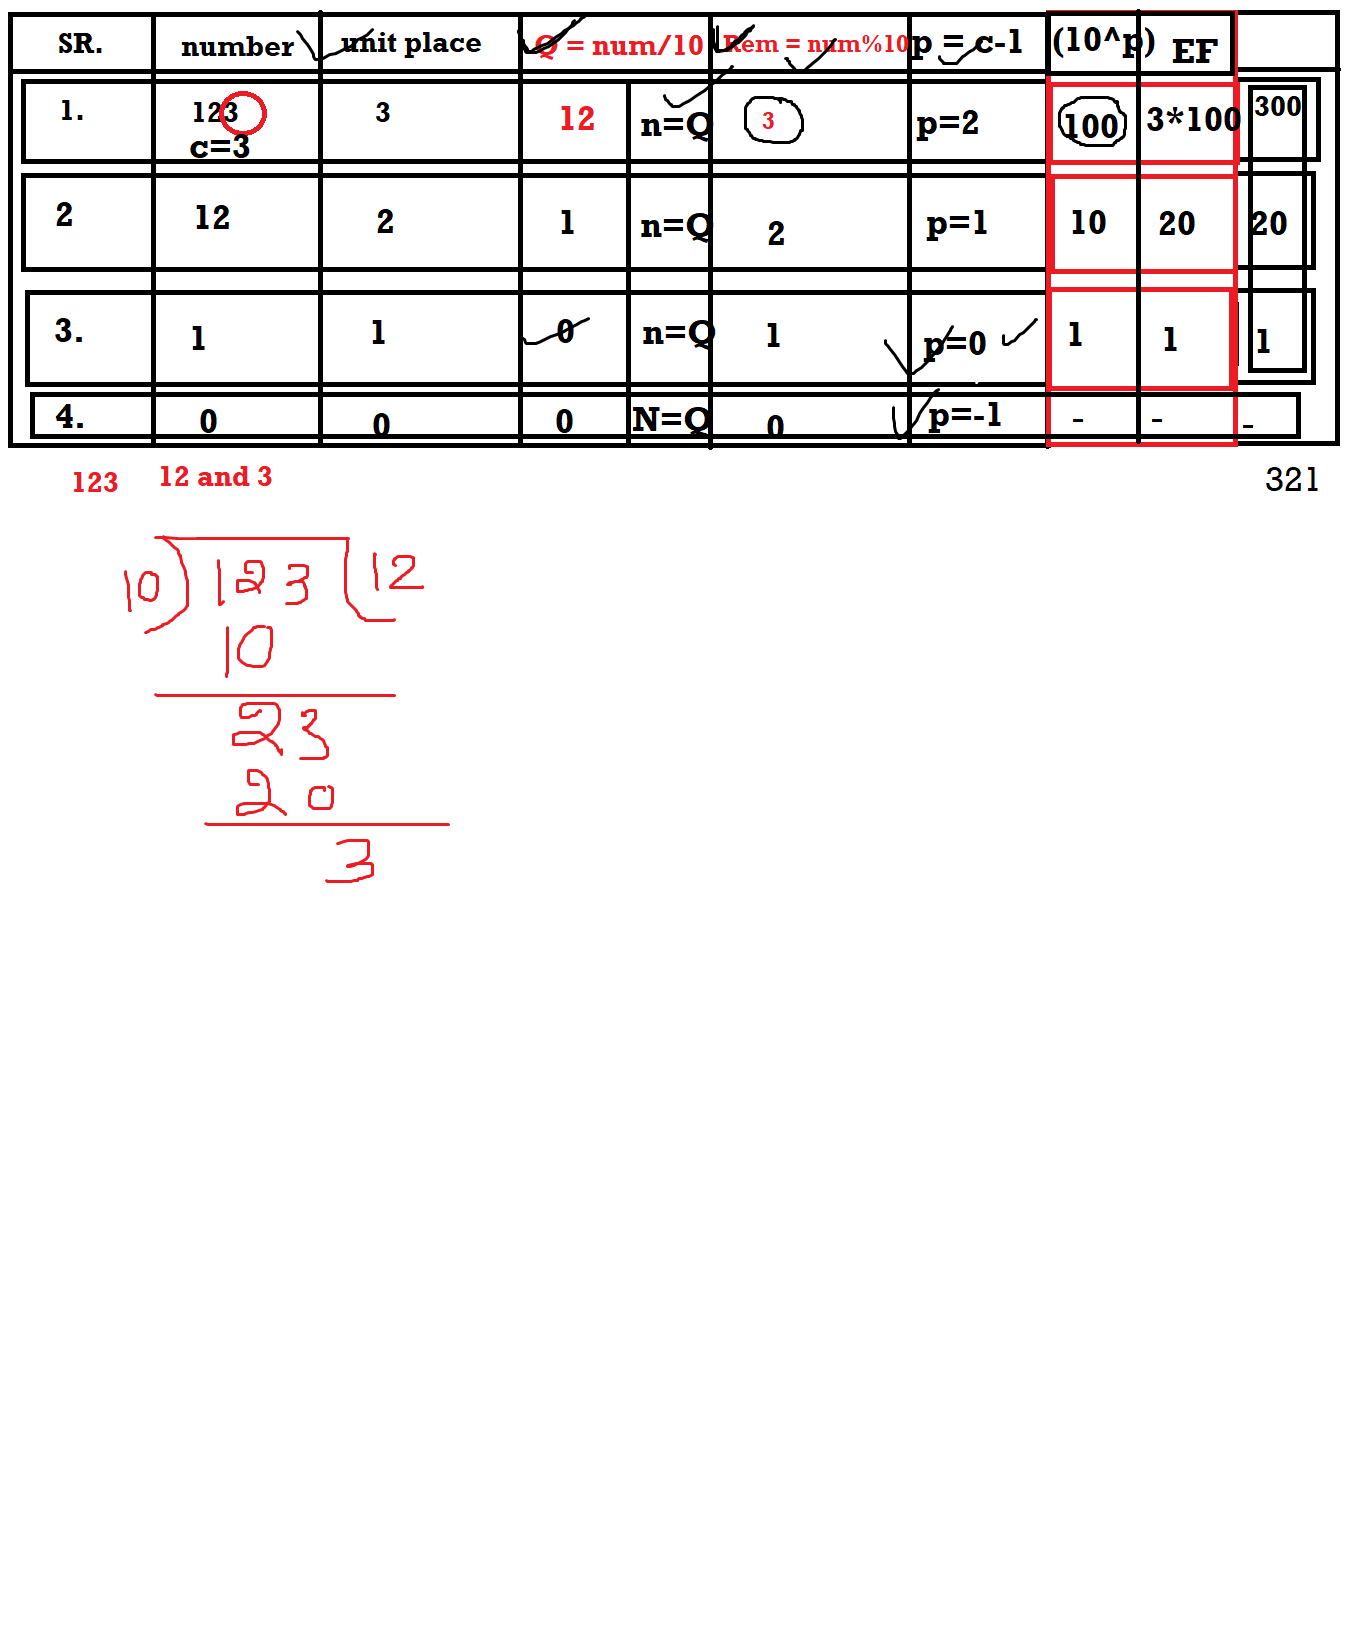 SR. number unit place Q = num/10 Rem = num%10 p = c-1 (10^p) EF
1. 123 3 12 n=Q 3 p=2 100 3*100 300
c=3
2 12 2 1 n=Q 2 p=1 10 20 20
3. 1 1 0 n=Q 1 p=0 1 1 1
4. 0 0 0 N=Q 0 p=-1 - - -
123 12 and 3 321
10 123 12
10
23
20
3